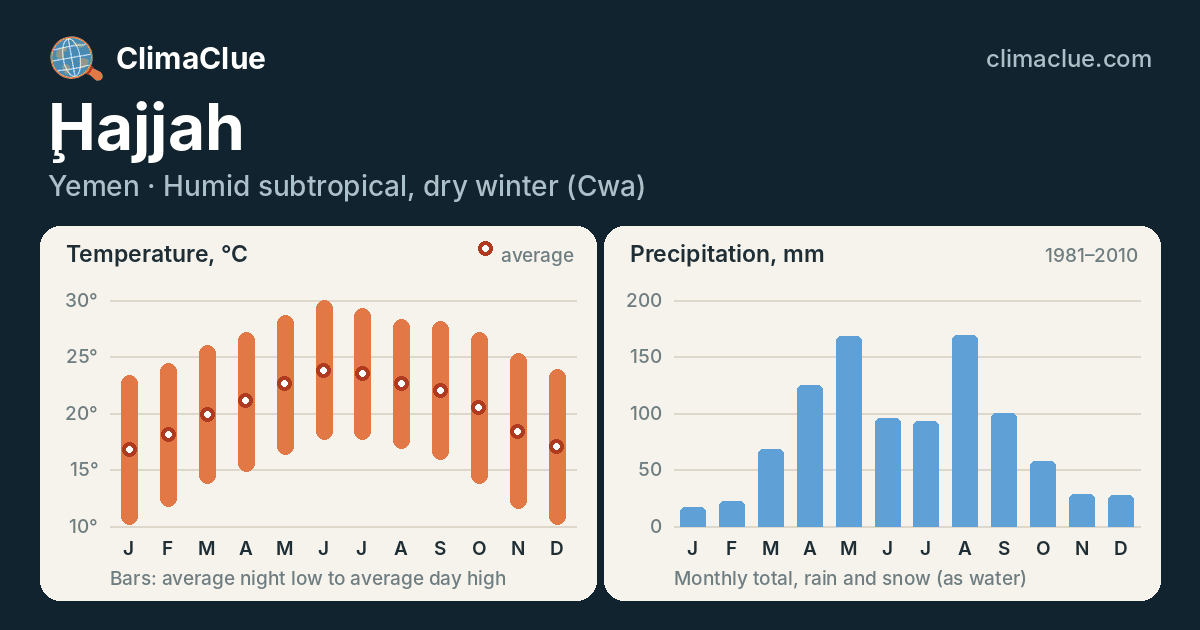 ClimaClue
climaclue.com
Ḩajjah
Yemen · Humid subtropical, dry winter (Cwa)
Temperature, °C
average
30°
25°
20°
15°
10°
J F M A M J J A S O N D
Bars: average night low to average day high
Precipitation, mm
1981–2010
200
150
100
50
0
J F M A M J J A S O N D
Monthly total, rain and snow (as water)